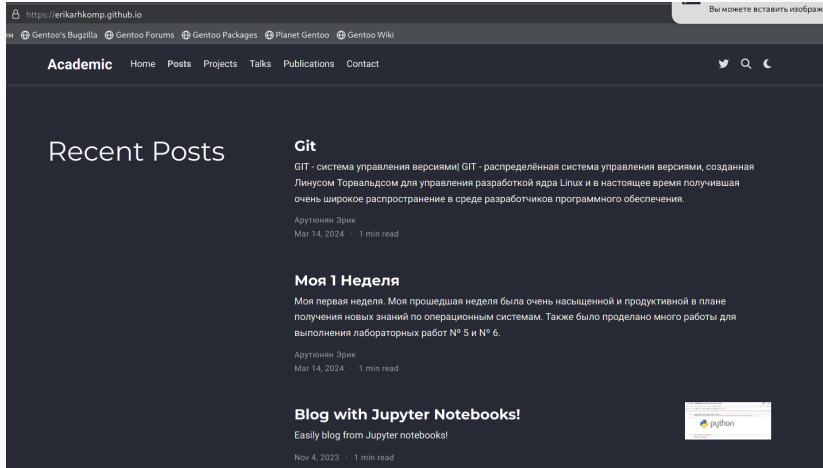 https://erikarhkomp.github.io
Вы можете вставить изображ
Gentoo's Bugzilla Gentoo Forums Gentoo Packages Planet Gentoo Gentoo Wiki
Academic Home Posts Projects Talks Publications Contact
Recent Posts
Git
GIT - система управления версиями| GIT - распределённая система управления версиями, созданная
Линусом Торвальдсом для управления разработкой ядра Linux и в настоящее время получившая
очень широкое распространение в среде разработчиков программного обеспечения.
Арутюнян Эрик
Mar 14, 2024 · 1 min read
Моя 1 Неделя
Моя первая неделя. Моя прошедшая неделя была очень насыщенной и продуктивной в плане
получения новых знаний по операционным системам. Также было проделано много работы для
выполнения лабораторных работ № 5 и № 6.
Арутюнян Эрик
Mar 14, 2024 · 1 min read
Blog with Jupyter Notebooks!
Easily blog from Jupyter notebooks!
Nov 4, 2023 · 1 min read
python